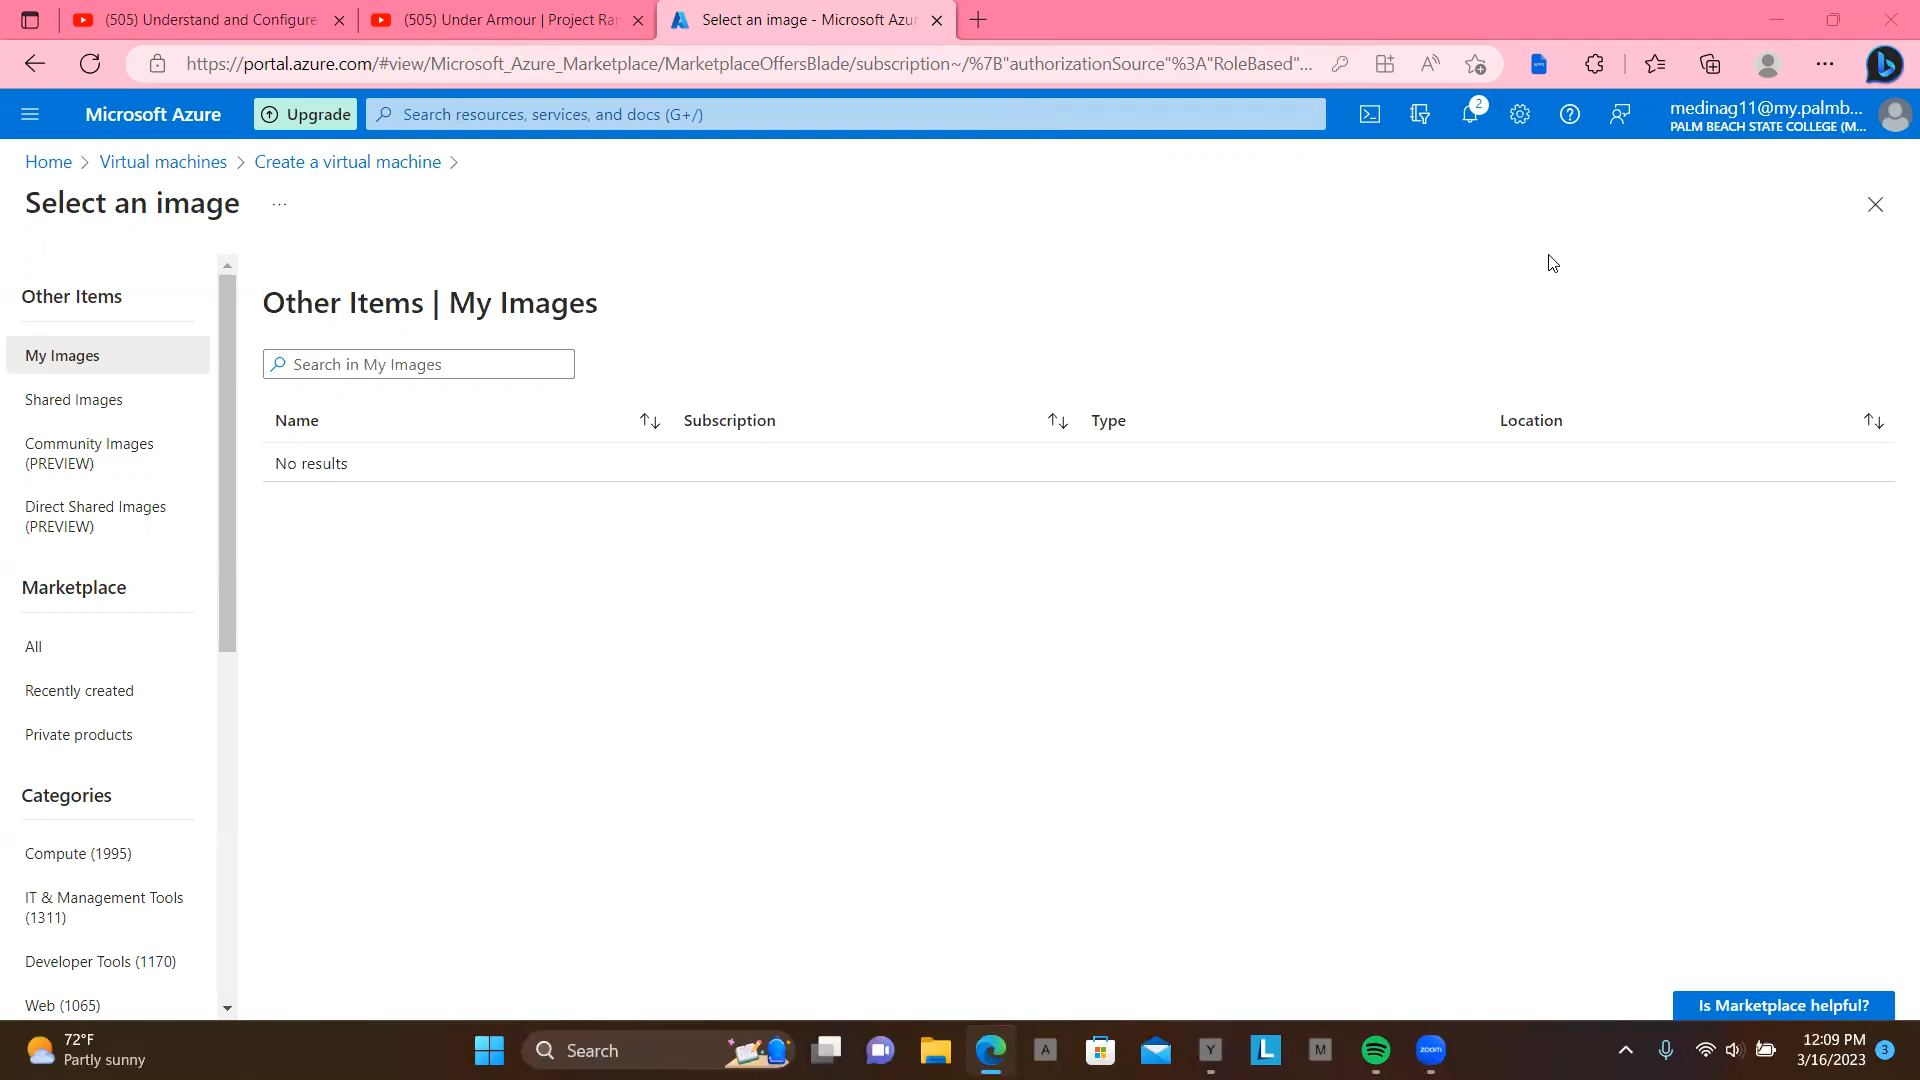 (505) Understand and Configure
(505) Under Armour | Project Ra
Select an image - Microsoft Azu
https://portal.azure.com/#view/Microsoft_Azure_Marketplace/MarketplaceOffersBlade/subscription~/%7B"authorizationSource"%3A"RoleBased"...
Microsoft Azure
Upgrade
Search resources, services, and docs (G+/)
2
medinag11@my.palmb...
PALM BEACH STATE COLLEGE (M...
Home > Virtual machines > Create a virtual machine >
Select an image ...
Other Items
My Images
Shared Images
Community Images
(PREVIEW)
Direct Shared Images
(PREVIEW)
Marketplace
All
Recently created
Private products
Categories
Compute (1995)
IT & Management Tools
(1311)
Developer Tools (1170)
Web (1065)
Other Items | My Images
Search in My Images
Name Subscription Type Location
No results
Is Marketplace helpful?
72°F
Partly sunny
Search
A
Y
L
M
zoom
12:09 PM
3/16/2023
3